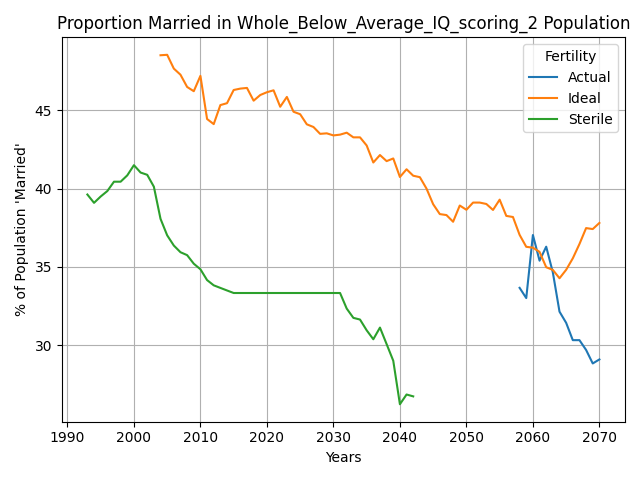 Proportion Married in Whole_Below_Average_IQ_scoring_2 Population
Fertility
Actual
Ideal
Sterile
% of Population 'Married'
45
40
35
30
1990 2000 2010 2020 2030 2040 2050 2060 2070
Years